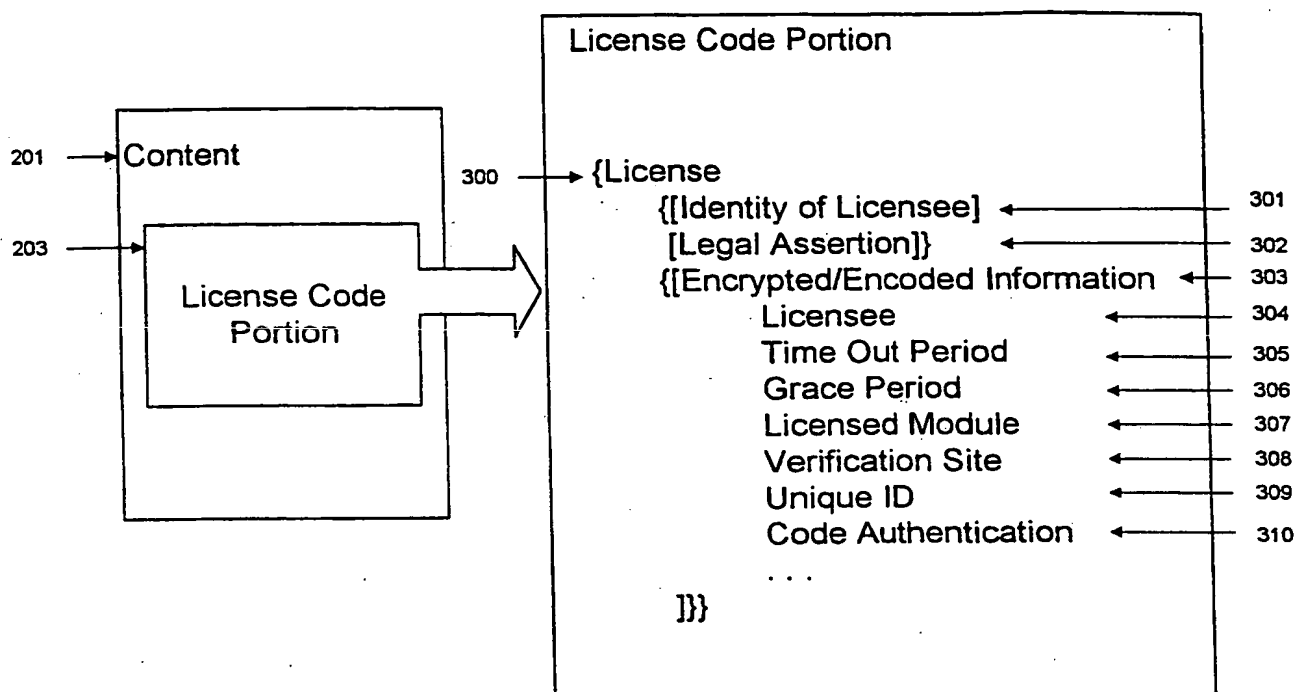 License Code Portion
201
Content
300
{License
{[Identity of Licensee]
301
203
[Legal Assertion]}
302
{[Encrypted/Encoded Information
303
License Code
Portion
Licensee
304
Time Out Period
305
Grace Period
306
Licensed Module
307
Verification Site
308
Unique ID
309
Code Authentication
310
. . .
]}}